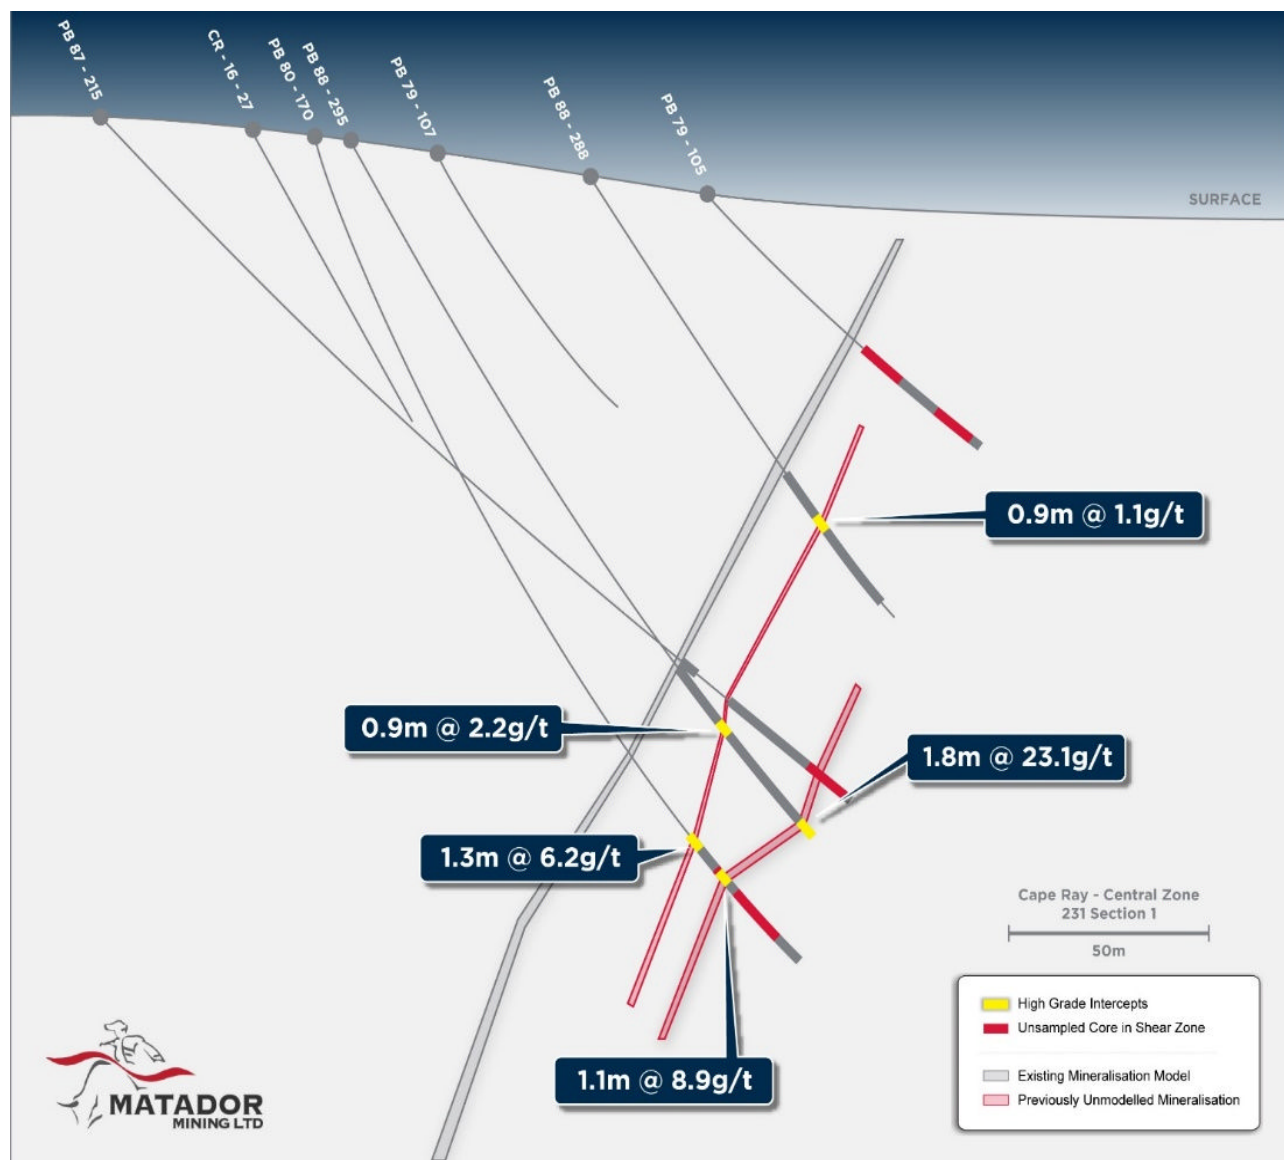 PB 87 - 215
CR - 16 - 27
PB 80 - 170
PB 88 - 295
PB 79 - 107
PB 88 - 288
PB 79 - 105
SURFACE
0.9m @ 1.1g/t
0.9m @ 2.2g/t
1.8m @ 23.1g/t
1.3m @ 6.2g/t
1.1m @ 8.9g/t
Cape Ray - Central Zone
231 Section 1
50m
High Grade Intercepts
Unsampled Core in Shear Zone
Existing Mineralisation Model
Previously Unmodelled Mineralisation
MATADOR
MINING LTD